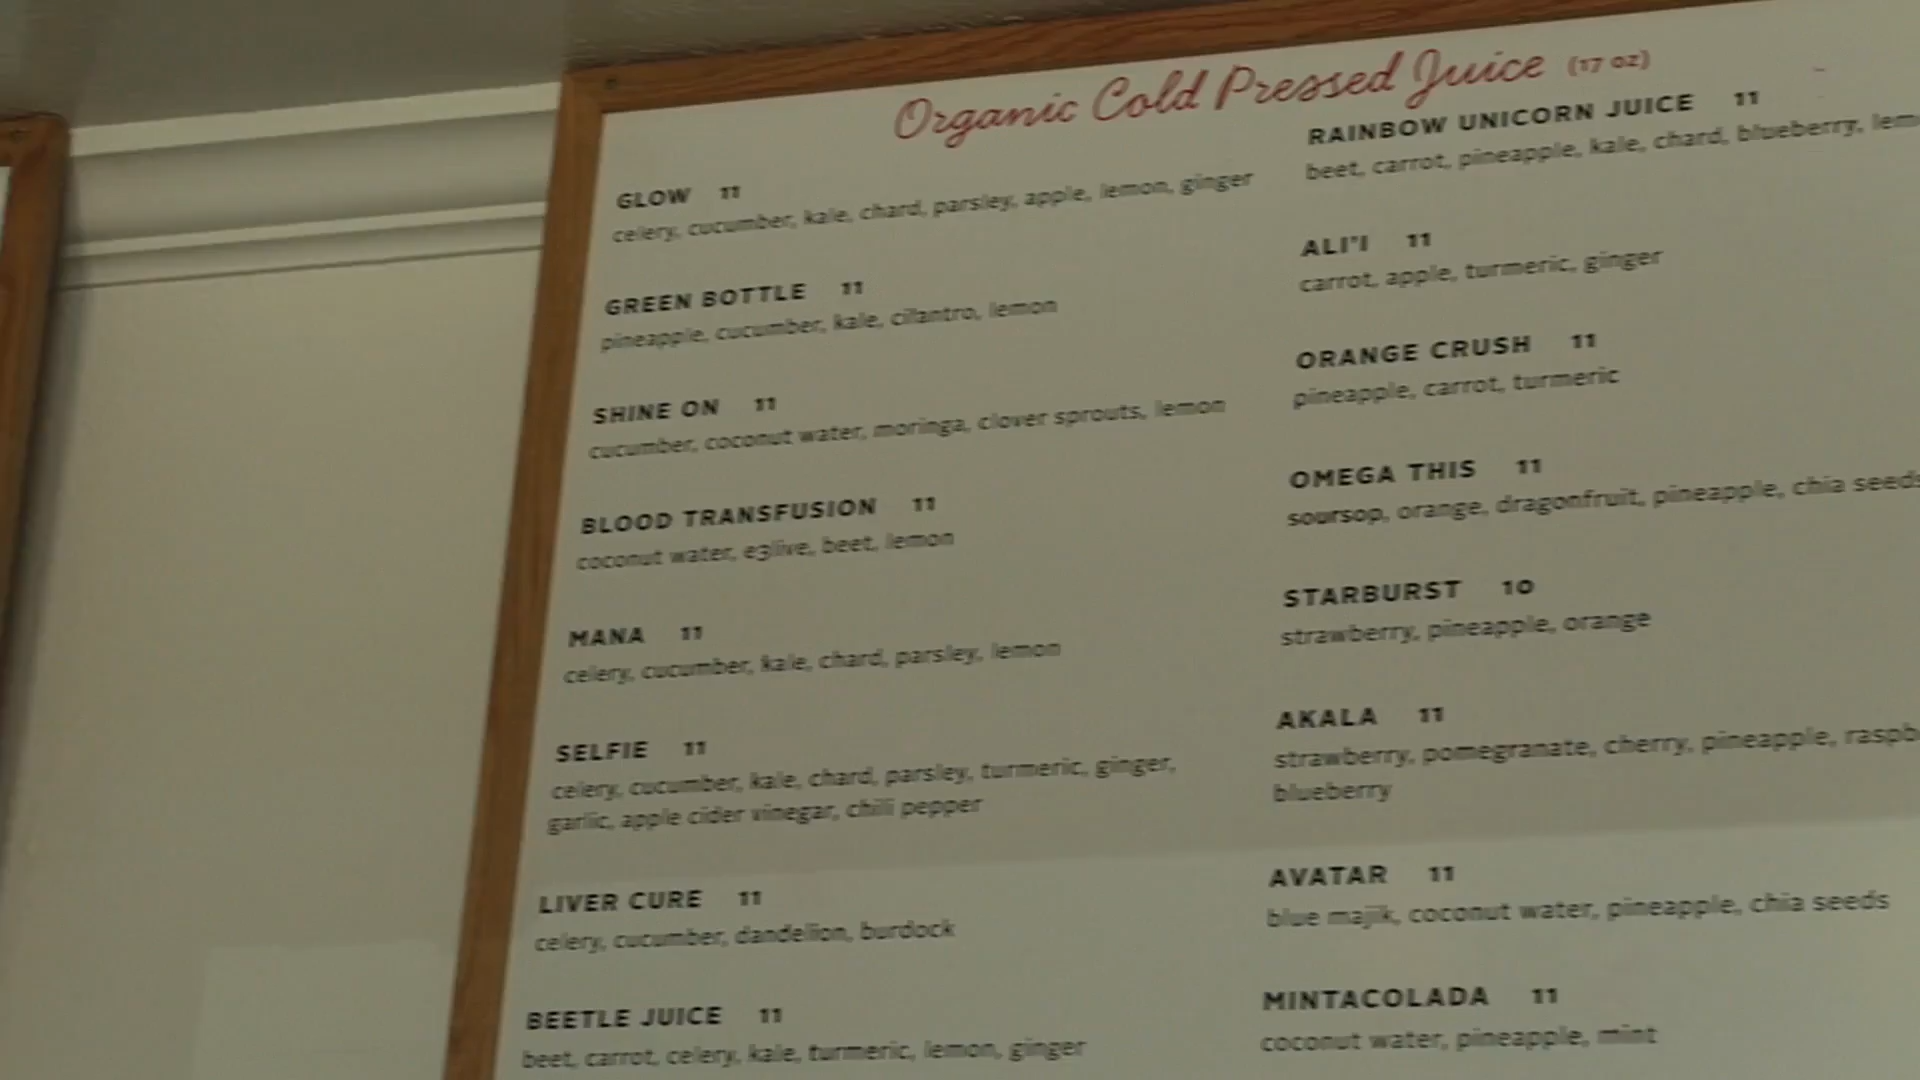 Organic Cold Pressed Juice (17 oz)
GLOW 11
celery, cucumber, kale, chard, parsley, apple, lemon, ginger
GREEN BOTTLE 11
pineapple, cucumber, kale, cilantro, lemon
SHINE ON 11
cucumber, coconut water, moringa, clover sprouts, lemon
BLOOD TRANSFUSION 11
coconut water, e3live, beet, lemon
MANA 11
celery, cucumber, kale, chard, parsley, lemon
SELFIE 11
celery, cucumber, kale, chard, parsley, turmeric, ginger,
garlic, apple cider vinegar, chili pepper
LIVER CURE 11
celery, cucumber, dandelion, burdock
BEETLE JUICE 11
beet, carrot, celery, kale, turmeric, lemon, ginger
RAINBOW UNICORN JUICE 11
beet, carrot, pineapple, kale, chard, blueberry,
ALI'I 11
carrot, apple, turmeric, ginger
ORANGE CRUSH 11
pineapple, carrot, turmeric
OMEGA THIS 11
soursop, orange, dragonfruit, pineapple, chia seeds
STARBURST 10
strawberry, pineapple, orange
AKALA 11
strawberry, pomegranate, cherry, pineapple,
blueberry
AVATAR 11
blue majik, coconut water, pineapple, chia seeds
MINTACOLADA 11
coconut water, pineapple, mint